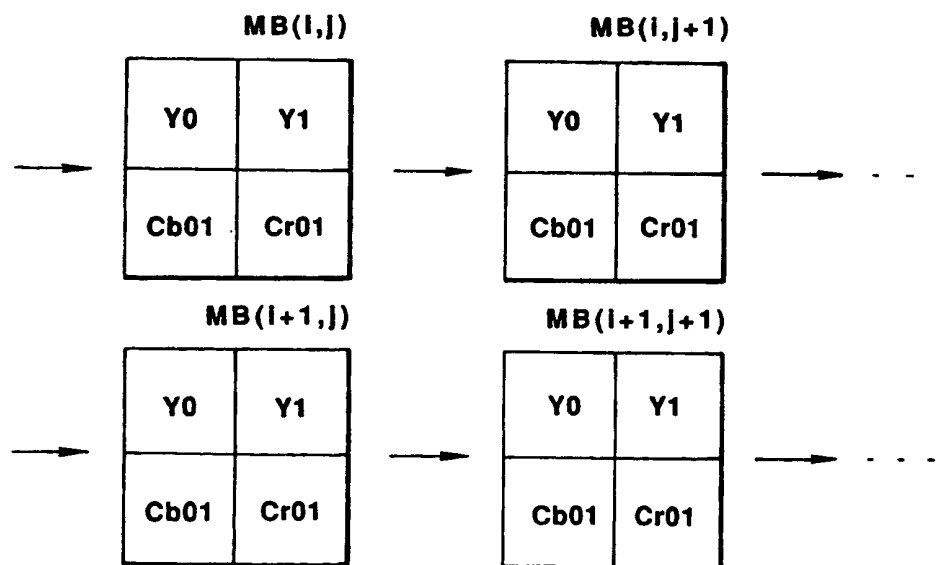 MB(i,j) MB(i,j+1)
Y0 Y1 Y0 Y1
Cb01 Cr01 Cb01 Cr01
MB(i+1,j) MB(i+1,j+1)
Y0 Y1 Y0 Y1
Cb01 Cr01 Cb01 Cr01